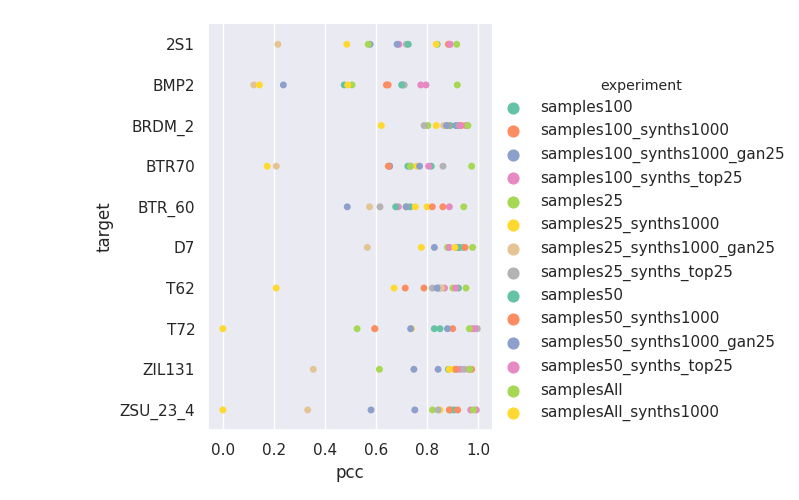 2S1
BMP2
BRDM_2
BTR70
BTR_60
D7
T62
T72
ZIL131
ZSU_23_4
target
0.0 0.2 0.4 0.6 0.8 1.0
pcc
experiment
samples100
samples100_synths1000
samples100_synths1000_gan25
samples100_synths_top25
samples25
samples25_synths1000
samples25_synths1000_gan25
samples25_synths_top25
samples50
samples50_synths1000
samples50_synths1000_gan25
samples50_synths_top25
samplesAll
samplesAll_synths1000